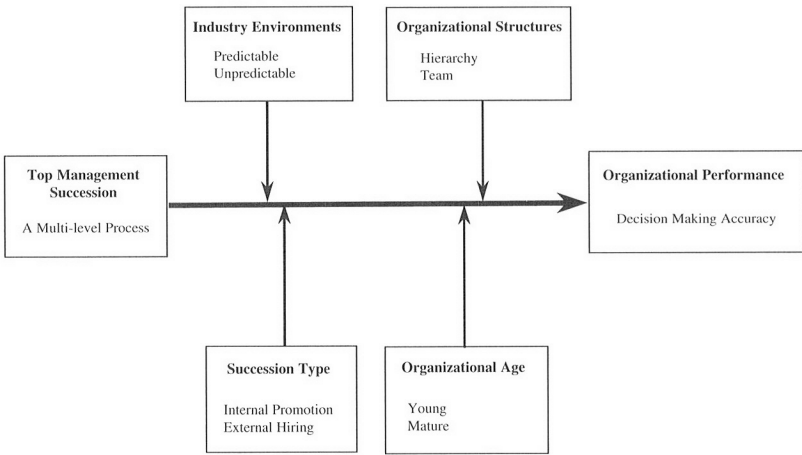 Industry Environments
Predictable
Unpredictable
Organizational Structures
Hierarchy
Team
Top Management
Succession
A Multi-level Process
Organizational Performance
Decision Making Accuracy
Succession Type
Internal Promotion
External Hiring
Organizational Age
Young
Mature